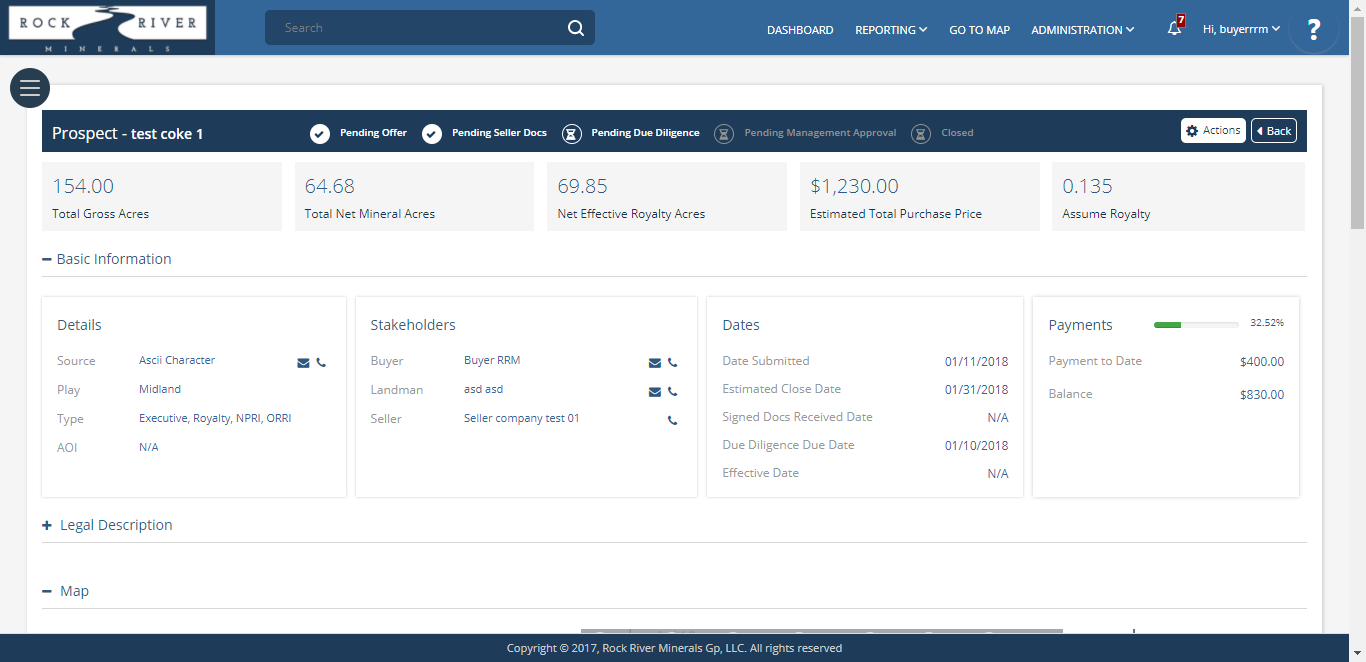 ROCK RIVER
MINERALS
Search
DASHBOARD REPORTING GO TO MAP ADMINISTRATION 7 Hi, buyerrrm ?
Prospect - test coke 1 Pending Offer Pending Seller Docs Pending Due Diligence Pending Management Approval Closed Actions Back
154.00 64.68 69.85 $1,230.00 0.135
Total Gross Acres Total Net Mineral Acres Net Effective Royalty Acres Estimated Total Purchase Price Assume Royalty
Basic Information
Details
Source Ascii Character
Play Midland
Type Executive, Royalty, NPRI, ORRI
AOI N/A
Stakeholders
Buyer Buyer RRM
Landman asd asd
Seller Seller company test 01
Dates
Date Submitted 01/11/2018
Estimated Close Date 01/31/2018
Signed Docs Received Date N/A
Due Diligence Due Date 01/10/2018
Effective Date N/A
Payments 32.52%
Payment to Date $400.00
Balance $830.00
Legal Description
Map
Copyright © 2017, Rock River Minerals Gp, LLC. All rights reserved